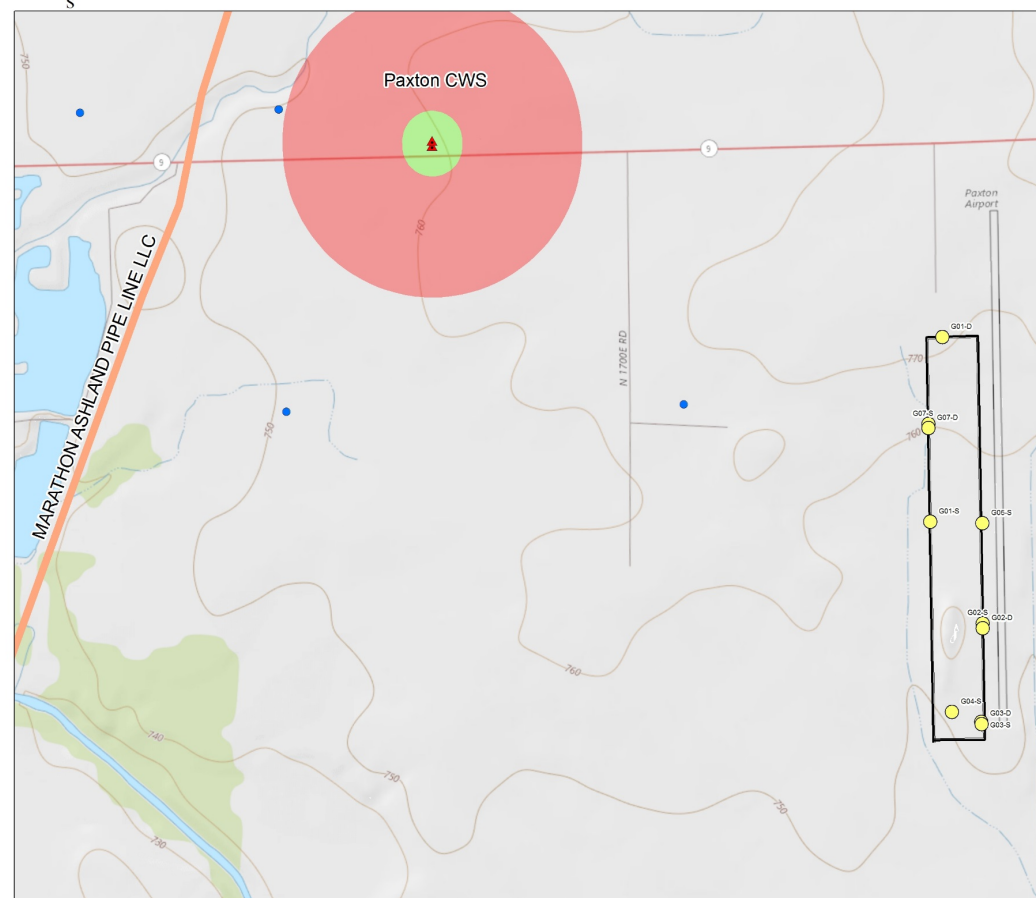 S
750
Paxton CWS
9
9
Paxton
Airport
760
MARATHON ASHLAND PIPE LINE LLC
N 1700E RD
G01-D
770
G07-S
G07-D
760
750
G01-S
G05-S
G02-S
G02-D
760
G04-S
G03-D
G03-S
740
750
750
730